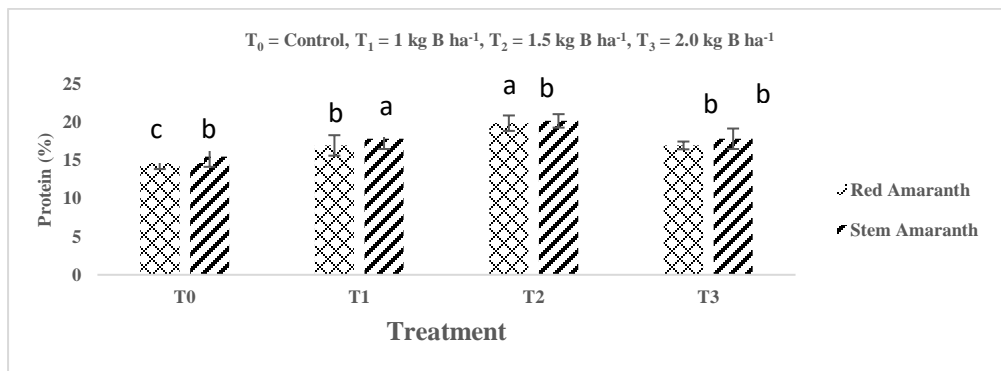 T₀ = Control, T₁ = 1 kg B ha⁻¹, T₂ = 1.5 kg B ha⁻¹, T₃ = 2.0 kg B ha⁻¹
25
20
15
10
5
0
Protein (%)
c b b a a b b b
T0 T1 T2 T3
Treatment
Red Amaranth
Stem Amaranth